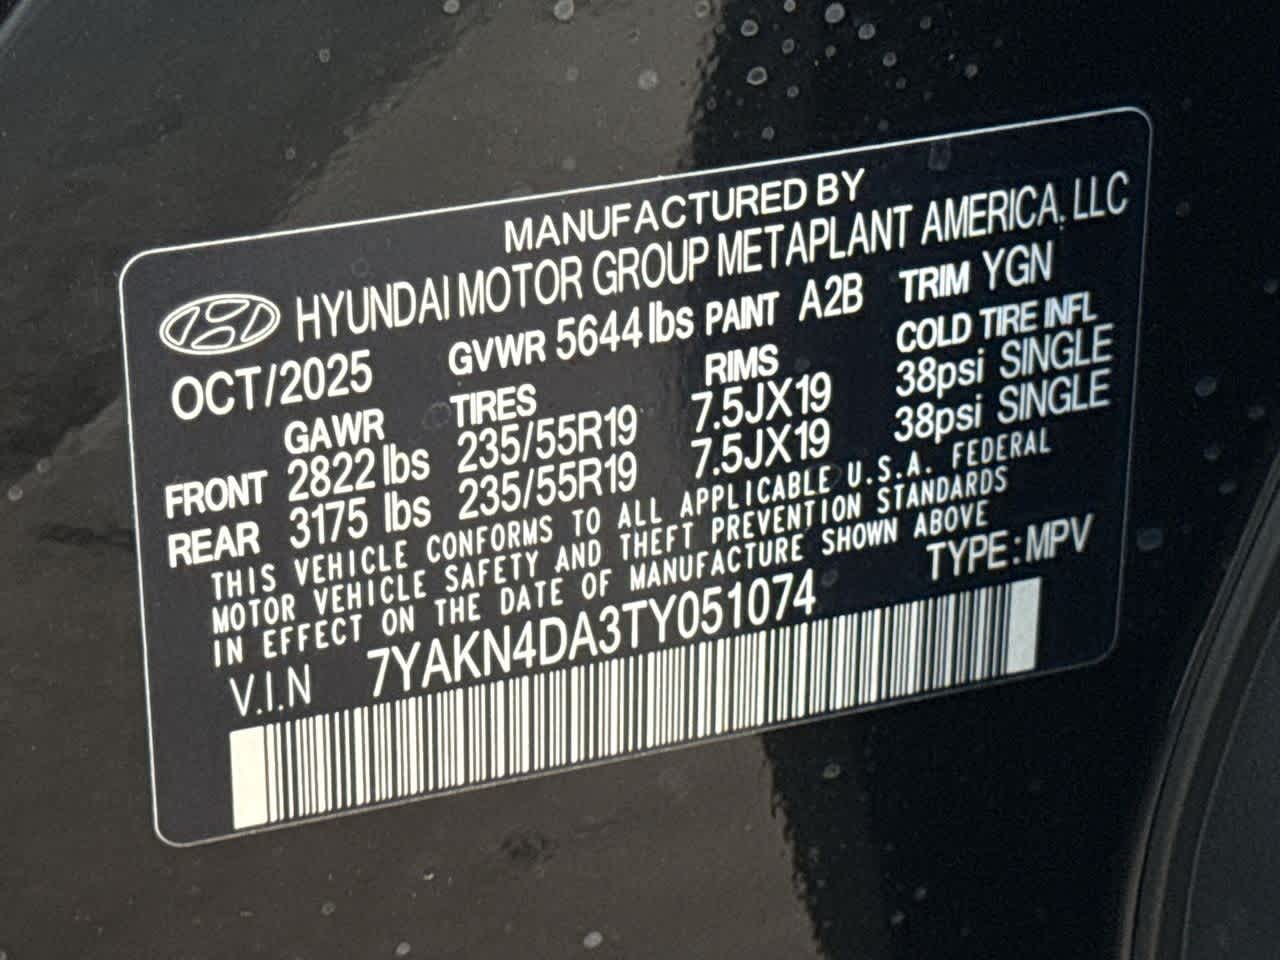 MANUFACTURED BY
HYUNDAI MOTOR GROUP METAPLANT AMERICA, LLC
OCT/2025 GVWR 5644 lbs PAINT A2B TRIM YGN
GAWR TIRES RIMS COLD TIRE INFL
FRONT 2822 lbs 235/55R19 7.5JX19 38psi SINGLE
REAR 3175 lbs 235/55R19 7.5JX19 38psi SINGLE
THIS VEHICLE CONFORMS TO ALL APPLICABLE U.S.A. FEDERAL
MOTOR VEHICLE SAFETY AND THEFT PREVENTION STANDARDS
IN EFFECT ON THE DATE OF MANUFACTURE SHOWN ABOVE
V.I.N 7YAKN4DA3TY051074 TYPE:MPV